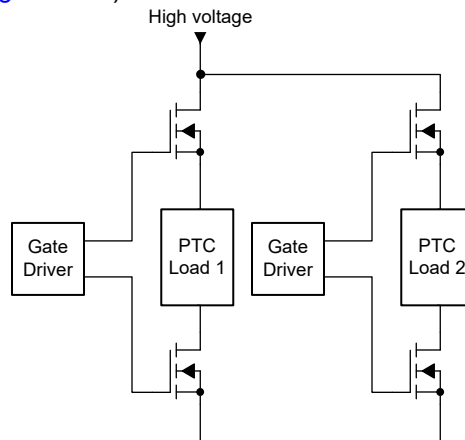 High voltage
Gate
Driver
PTC
Load 1
Gate
Driver
PTC
Load 2